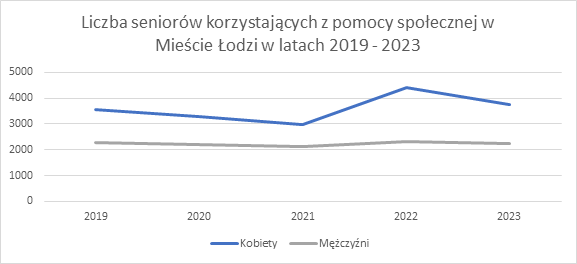 Liczba seniorów korzystających z pomocy społecznej w
Mieście Łodzi w latach 2019 - 2023
5000
4000
3000
2000
1000
0
2019 2020 2021 2022 2023
Kobiety Mężczyźni